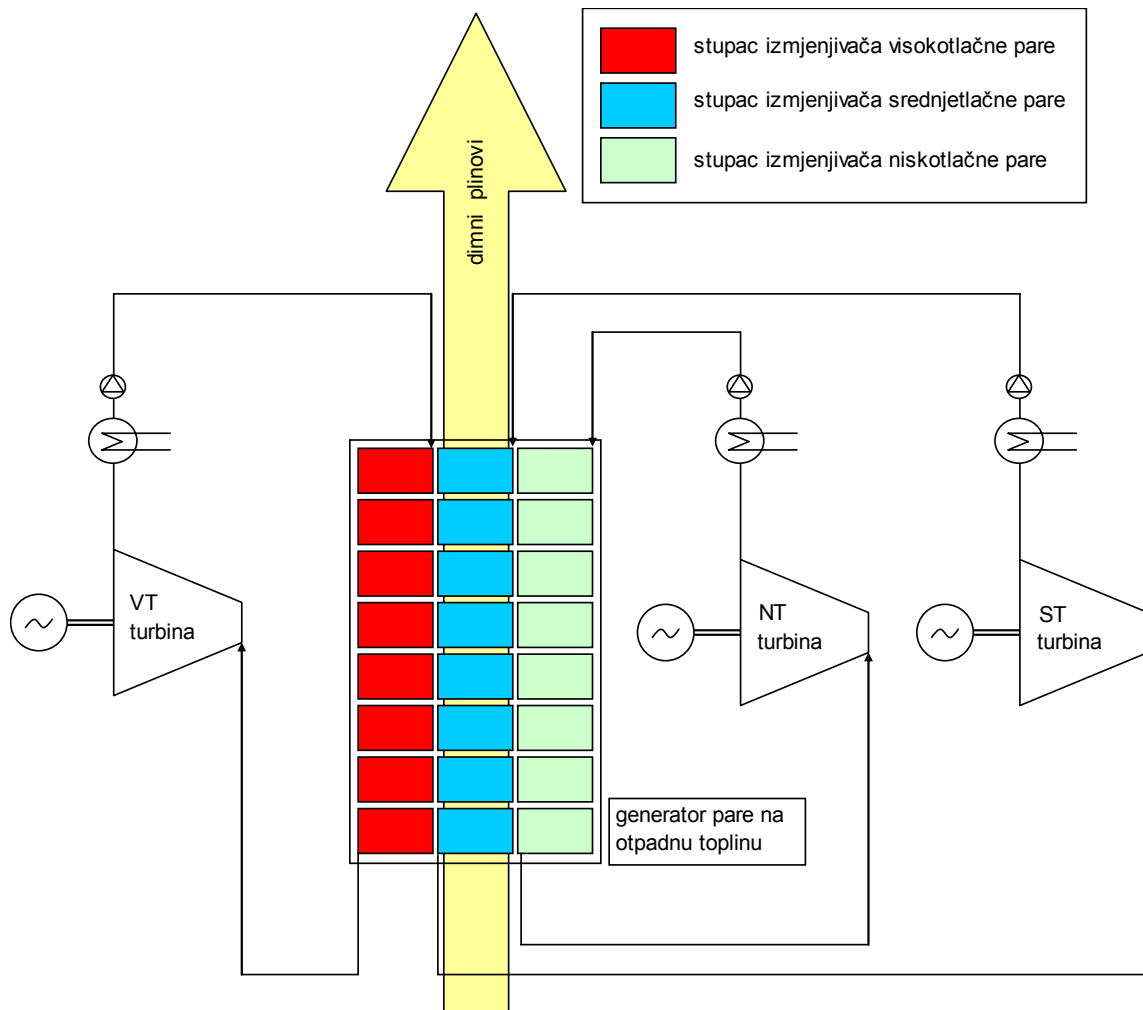 stupac izmjenjivača visokotlačne pare
stupac izmjenjivača srednjetlačne pare
stupac izmjenjivača niskotlačne pare
dimni plinovi
VT
turbina
NT
turbina
ST
turbina
generator pare na
otpadnu toplinu